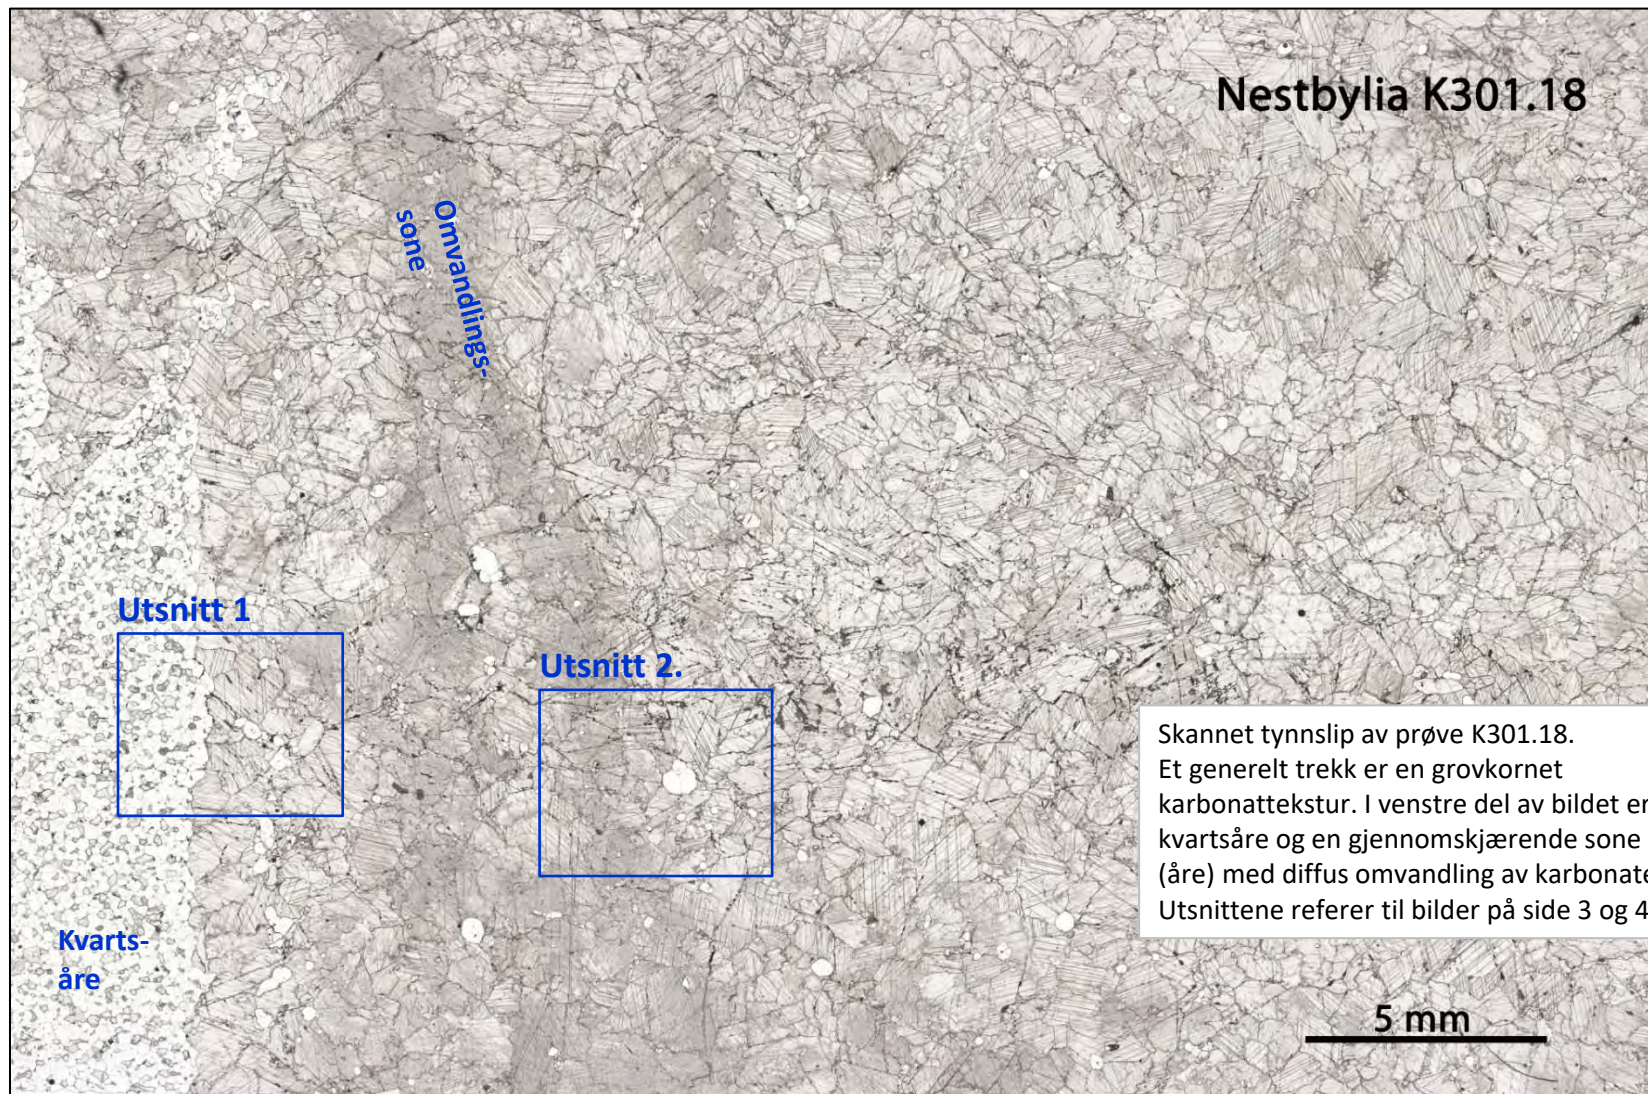 Nestbylia K301.18
Omvandlings-
sone
Utsnitt 1
Utsnitt 2.
Skannet tynnslip av prøve K301.18.
Et generelt trekk er en grovkornet
karbonattekstur. I venstre del av bildet er
kvartsåre og en gjennomskjærende sone
(åre) med diffus omvandling av karbonate
Utsnittene referer til bilder på side 3 og 4
Kvarts-
åre
5 mm